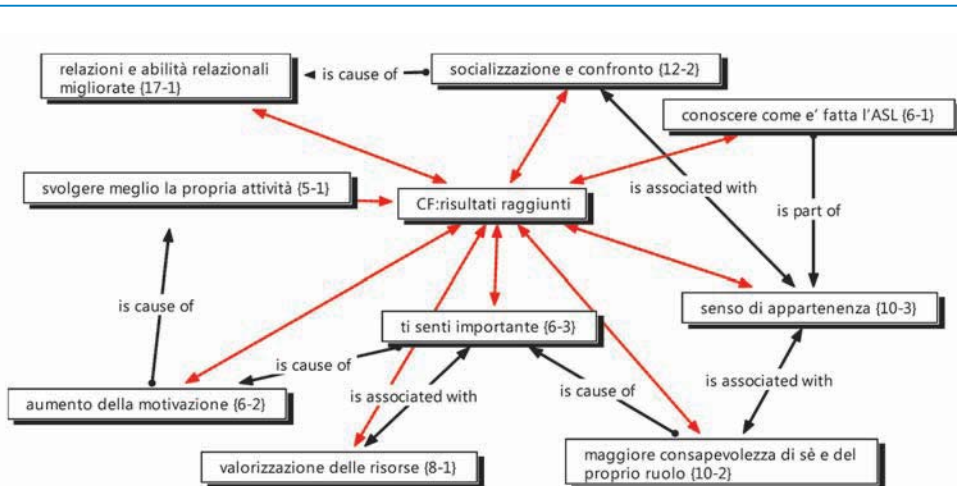 relazioni e abilità relazionali
migliorate {17-1}
is cause of
socializzazione e confronto {12-2}
conoscere come e' fatta l'ASL {6-1}
svolgere meglio la propria attività {5-1}
CF:risultati raggiunti
is associated with
is part of
is cause of
ti senti importante {6-3}
senso di appartenenza {10-3}
is cause of
is associated with
is cause of
is associated with
aumento della motivazione {6-2}
valorizzazione delle risorse {8-1}
maggiore consapevolezza di sè e del
proprio ruolo {10-2}